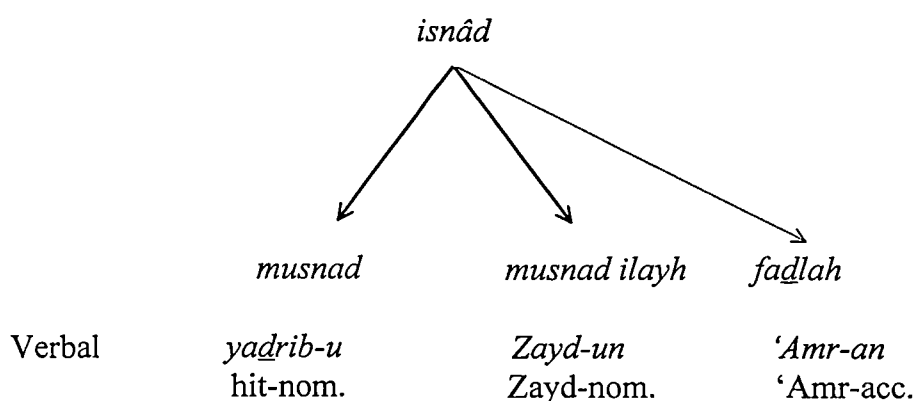 isnâd
musnad musnad ilayh faḏlah
Verbal yaḏrib-u Zayd-un ‘Amr-an
hit-nom. Zayd-nom. ‘Amr-acc.